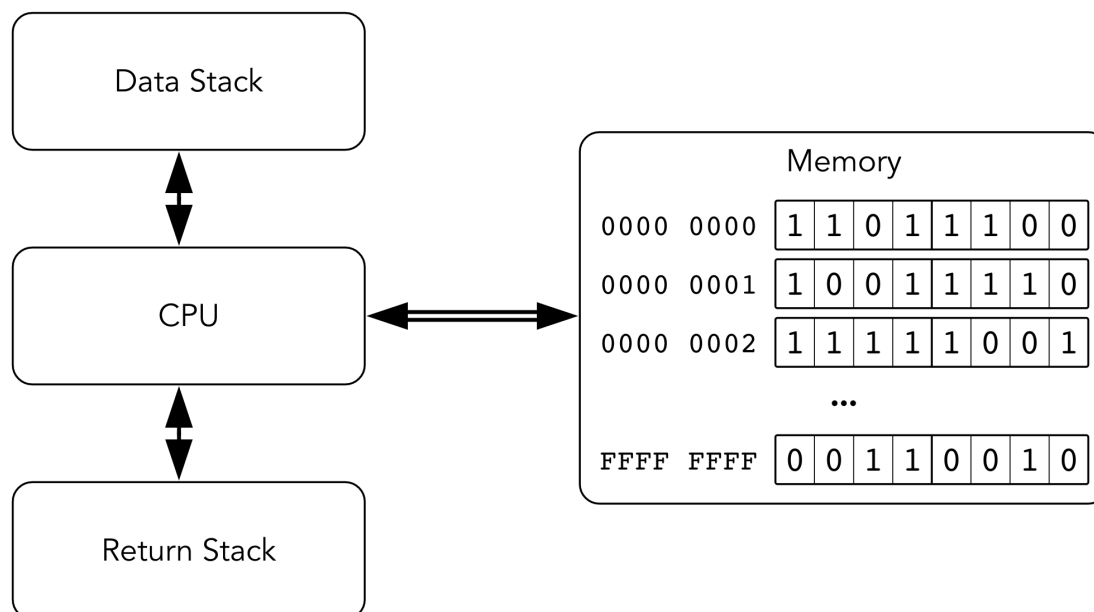 Data Stack
CPU
Return Stack
Memory
0000 0000 1 1 0 1 1 1 0 0
0000 0001 1 0 0 1 1 1 1 0
0000 0002 1 1 1 1 1 0 0 1
...
FFFF FFFF 0 0 1 1 0 0 1 0